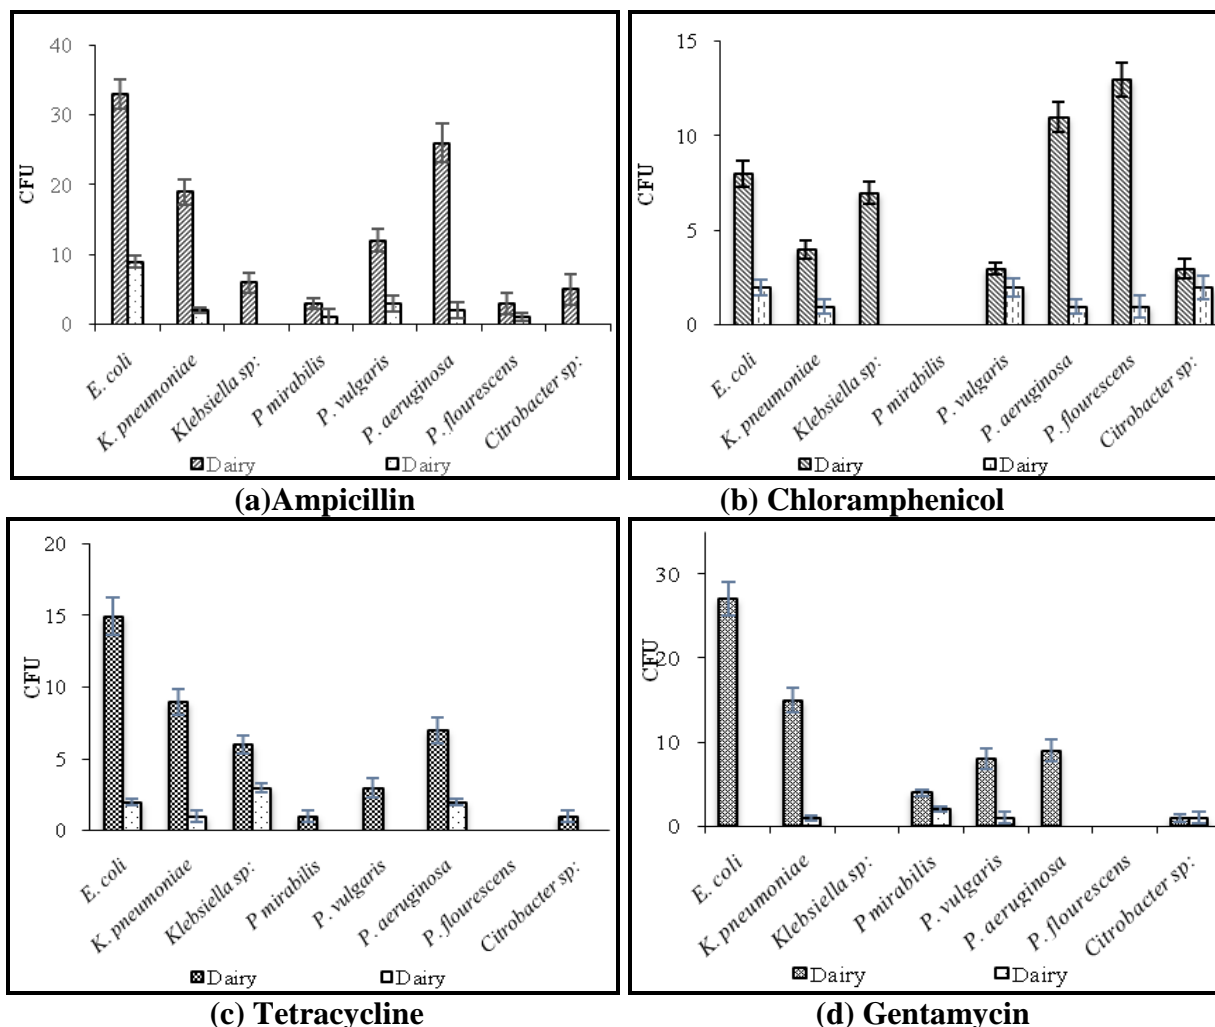 40
30
20
10
0
CFU
E. coli
K. pneumoniae
Klebsiella sp:
P mirabilis
P. vulgaris
P. aeruginosa
P. flourescens
Citrobacter sp:
Dairy Dairy
(a)Ampicillin
15
10
5
0
CFU
E. coli
K. pneumoniae
Klebsiella sp:
P mirabilis
P. vulgaris
P. aeruginosa
P. flourescens
Citrobacter sp:
Dairy Dairy
(b) Chloramphenicol
20
15
10
5
0
CFU
E. coli
K. pneumoniae
Klebsiella sp:
P mirabilis
P. vulgaris
P. aeruginosa
P. flourescens
Citrobacter sp:
Dairy Dairy
(c) Tetracycline
30
20
10
0
CFU
E. coli
K. pneumoniae
Klebsiella sp:
P mirabilis
P. vulgaris
P. aeruginosa
P. flourescens
Citrobacter sp:
Dairy Dairy
(d) Gentamycin